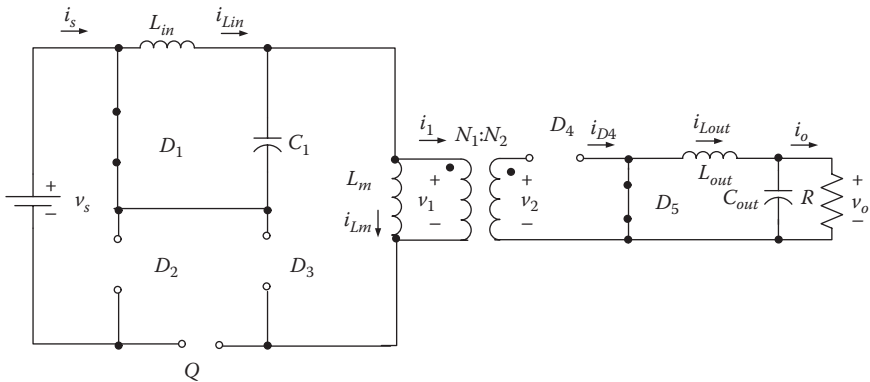 i_s
L_in
i_Lin
D_1
C_1
+
v_s
−
D_2
D_3
Q
L_m
i_Lm
i_1
N_1:N_2
+
v_1
−
+
v_2
−
D_4
i_D4
i_Lout
i_o
L_out
D_5
C_out
R
+
v_o
−